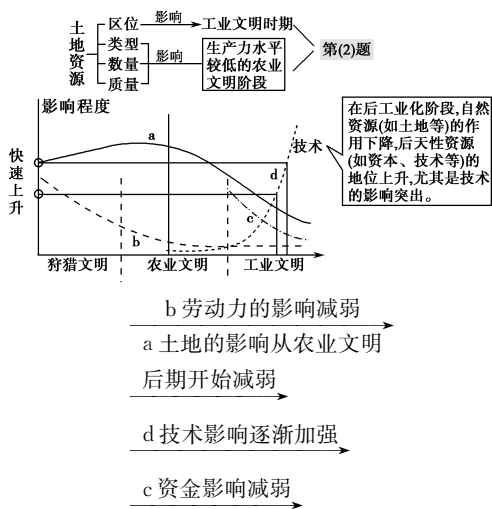 土地资源
区位
影响
工业文明时期
类型
数量
质量
影响
生产力水平
较低的农业
文明阶段
第(2)题
影响程度
快速上升
a
b
c
d
技术
在后工业化阶段,自然
资源(如土地等)的作
用下降,后天性资源
(如资本、技术等)的
地位上升,尤其是技术
的影响突出。
狩猎文明
农业文明
工业文明
b劳动力的影响减弱
a土地的影响从农业文明
后期开始减弱
d技术影响逐渐加强
c资金影响减弱